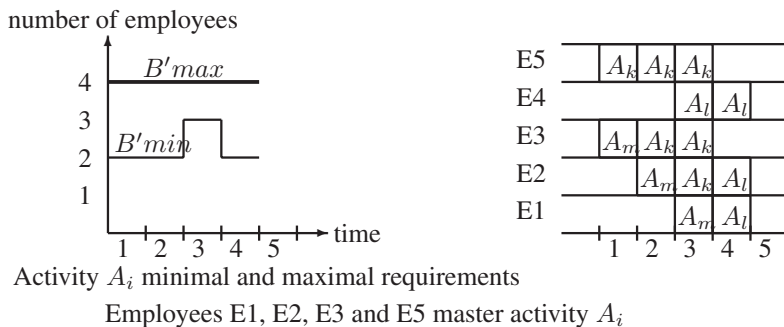 number of employees
B'max
4
3
B'min
2
1
1 2 3 4 5
time
E5 A_k A_k A_k
E4 A_l A_l
E3 A_m A_k A_k
E2 A_m A_k A_l
E1 A_m A_l
1 2 3 4 5
Activity A_i minimal and maximal requirements
Employees E1, E2, E3 and E5 master activity A_i